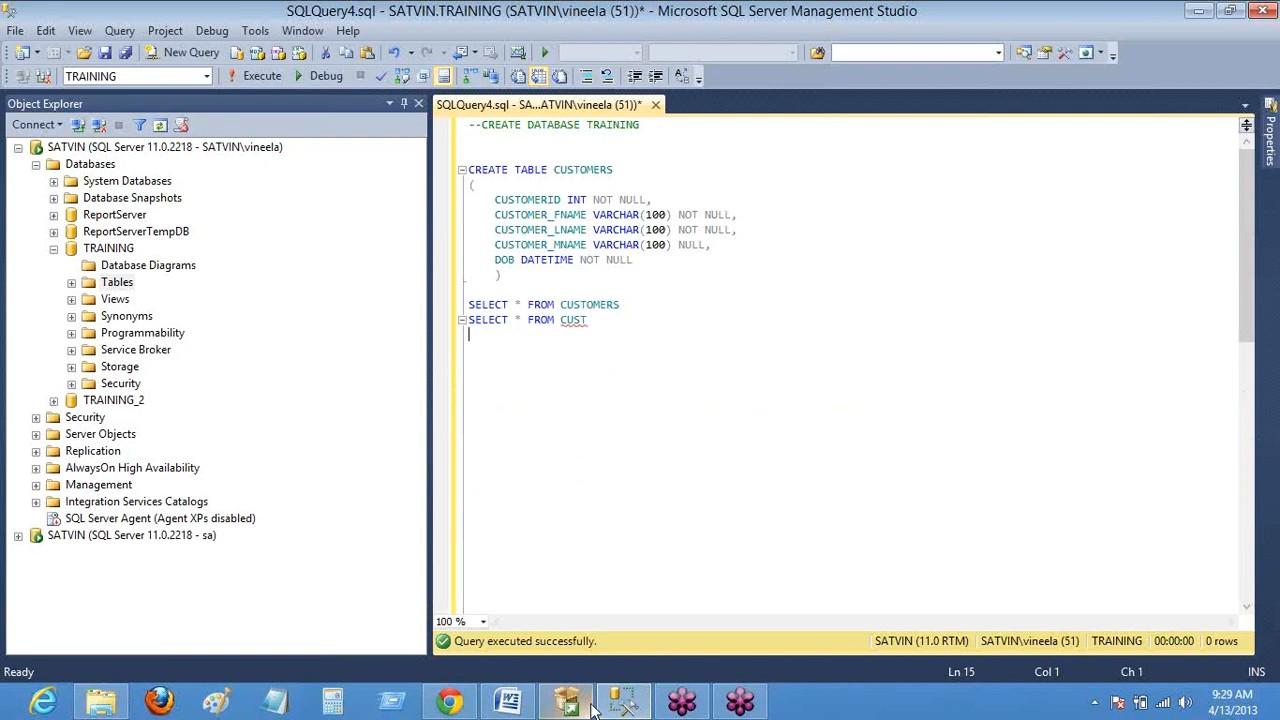 SQLQuery4.sql - SATVIN.TRAINING (SATVIN\vineela (51))* - Microsoft SQL Server Management Studio
File Edit View Query Project Debug Tools Window Help
New Query
TRAINING Execute Debug
Object Explorer
SQLQuery4.sql - SA...ATVIN\vineela (51))*
Properties
Connect
SATVIN (SQL Server 11.0.2218 - SATVIN\vineela)
Databases
System Databases
Database Snapshots
ReportServer
ReportServerTempDB
TRAINING
Database Diagrams
Tables
Views
Synonyms
Programmability
Service Broker
Storage
Security
TRAINING_2
Security
Server Objects
Replication
AlwaysOn High Availability
Management
Integration Services Catalogs
SQL Server Agent (Agent XPs disabled)
SATVIN (SQL Server 11.0.2218 - sa)
--CREATE DATABASE TRAINING
CREATE TABLE CUSTOMERS
(
CUSTOMERID INT NOT NULL,
CUSTOMER_FNAME VARCHAR(100) NOT NULL,
CUSTOMER_LNAME VARCHAR(100) NOT NULL,
CUSTOMER_MNAME VARCHAR(100) NULL,
DOB DATETIME NOT NULL
)
SELECT * FROM CUSTOMERS
SELECT * FROM CUST
100 %
Query executed successfully. SATVIN (11.0 RTM) SATVIN\vineela (51) TRAINING 00:00:00 0 rows
Ready Ln 15 Col 1 Ch 1 INS
9:29 AM
4/13/2013